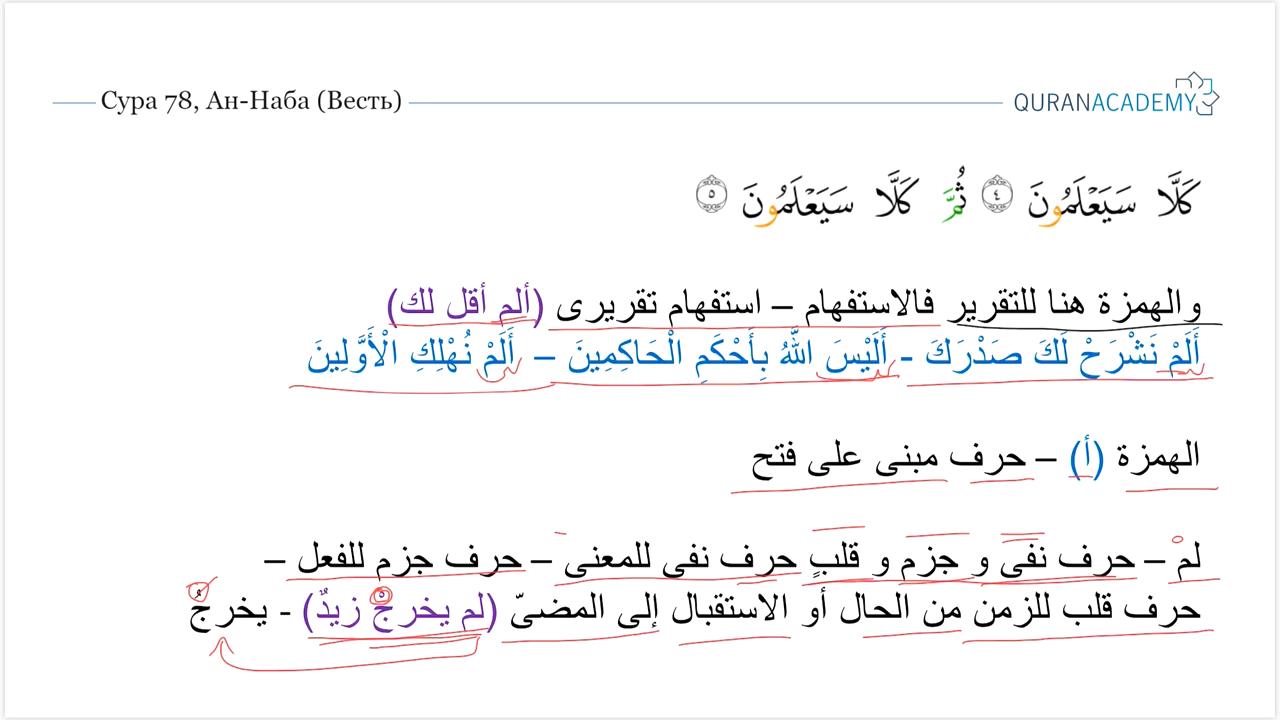 Сура 78, Ан-Наба (Весть)
QURANACADEMY
كَلَّا سَيَعْلَمُونَ ٤ ثُمَّ كَلَّا سَيَعْلَمُونَ ٥
والهمزة هنا للتقرير فالاستفهام – استفهام تقريرى (ألم أقل لك)
أَلَمْ نَشْرَحْ لَكَ صَدْرَكَ - أَلَيْسَ اللَّهُ بِأَحْكَمِ الْحَاكِمِينَ – أَلَمْ نُهْلِكِ الْأَوَّلِينَ
الهمزة (أ) – حرف مبنى على فتح
لم – حرف نفى و جزم و قلبٍ حرف نفى للمعنى – حرف جزم للفعل –
حرف قلب للزمن من الحال أو الاستقبال إلى المضىّ (لم يخرجْ زيدٌ) - يخرجُ